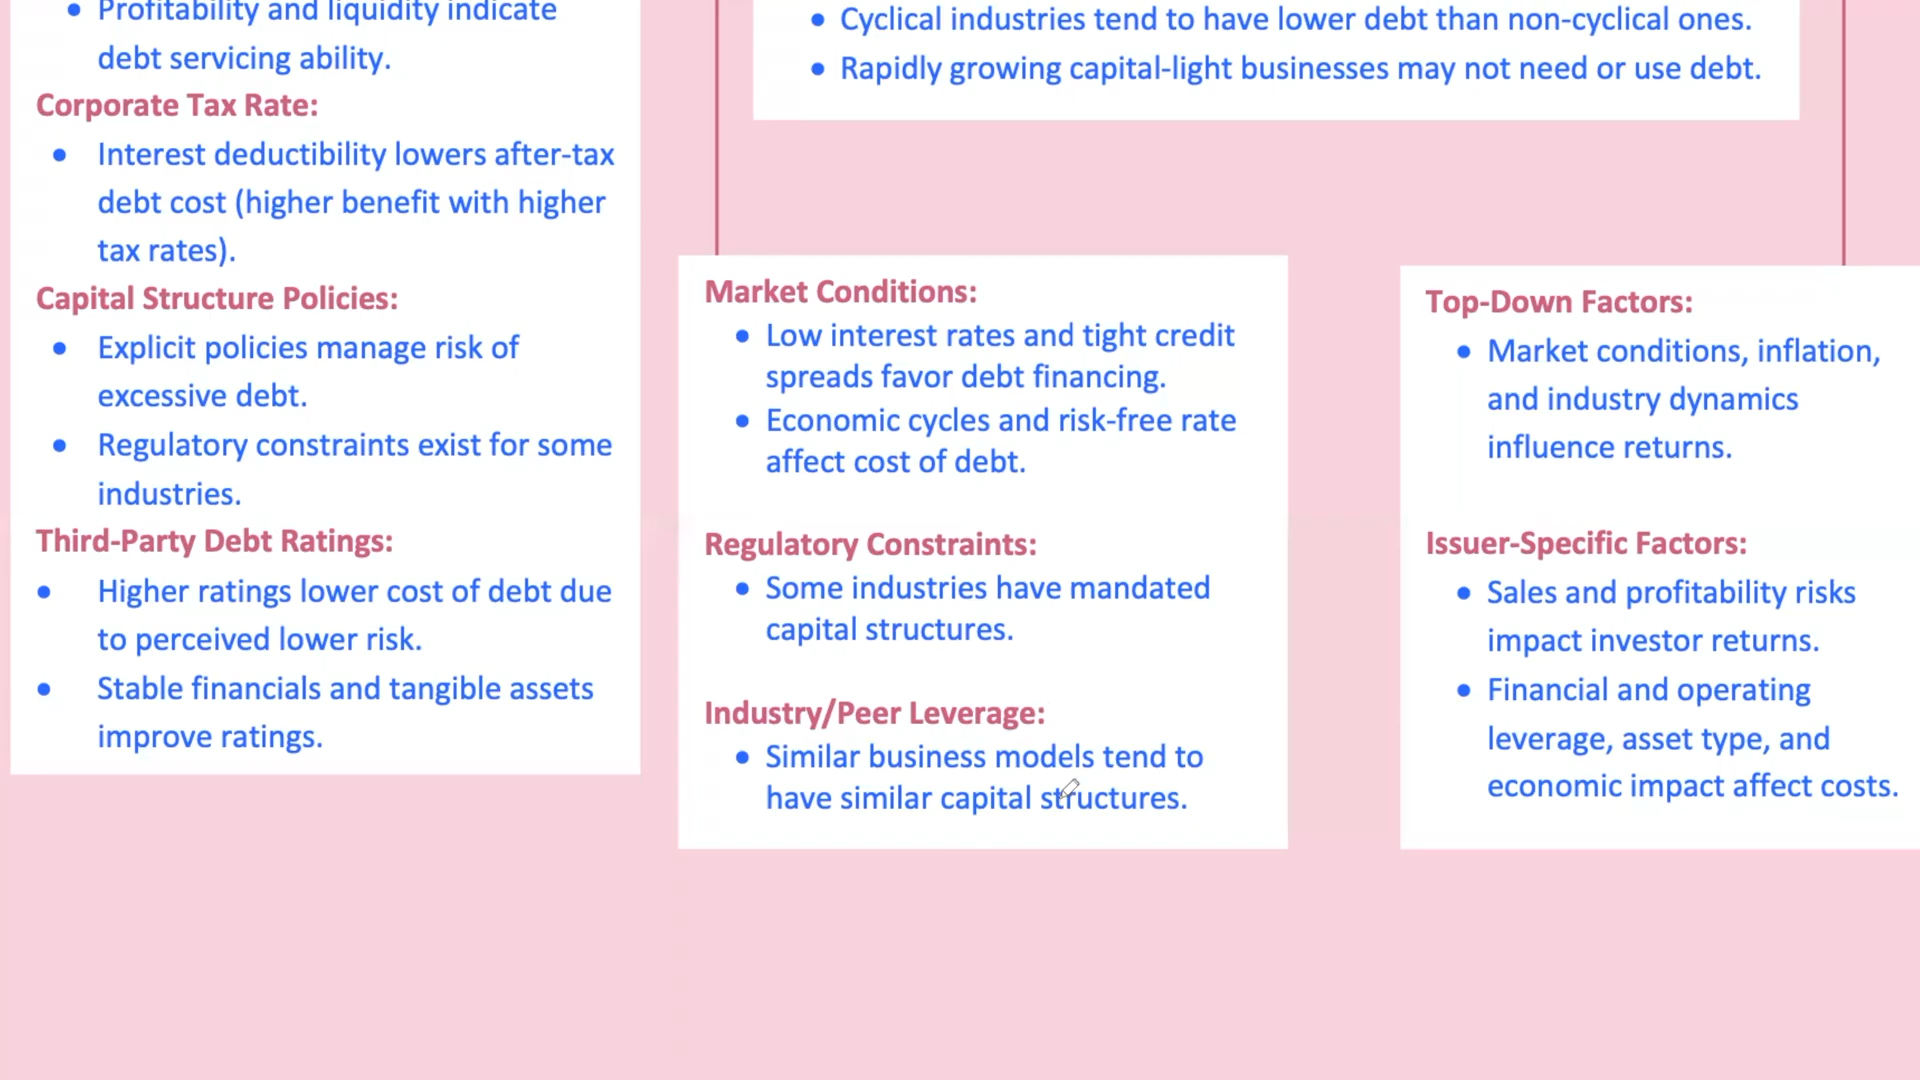 Profitability and liquidity indicate
debt servicing ability.
Corporate Tax Rate:
Interest deductibility lowers after-tax
debt cost (higher benefit with higher
tax rates).
Capital Structure Policies:
Explicit policies manage risk of
excessive debt.
Regulatory constraints exist for some
industries.
Third-Party Debt Ratings:
Higher ratings lower cost of debt due
to perceived lower risk.
Stable financials and tangible assets
improve ratings.
Cyclical industries tend to have lower debt than non-cyclical ones.
Rapidly growing capital-light businesses may not need or use debt.
Market Conditions:
Low interest rates and tight credit
spreads favor debt financing.
Economic cycles and risk-free rate
affect cost of debt.
Regulatory Constraints:
Some industries have mandated
capital structures.
Industry/Peer Leverage:
Similar business models tend to
have similar capital structures.
Top-Down Factors:
Market conditions, inflation,
and industry dynamics
influence returns.
Issuer-Specific Factors:
Sales and profitability risks
impact investor returns.
Financial and operating
leverage, asset type, and
economic impact affect costs.